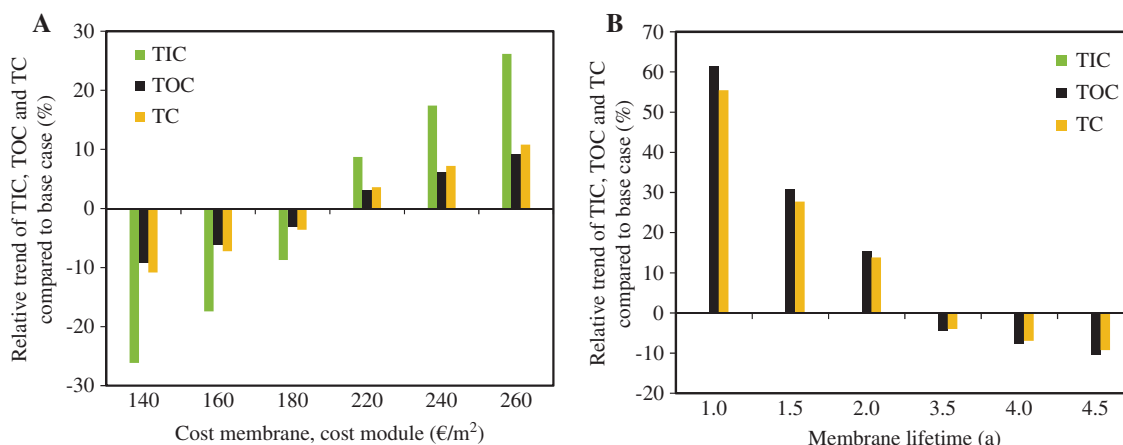 A
Relative trend of TIC, TOC and TC
compared to base case (%)
30
20
10
0
-10
-20
-30
TIC
TOC
TC
140 160 180 220 240 260
Cost membrane, cost module (€/m²)
B
Relative trend of TIC, TOC and TC
compared to base case (%)
70
60
50
40
30
20
10
0
-10
-20
TIC
TOC
TC
1.0 1.5 2.0 3.5 4.0 4.5
Membrane lifetime (a)